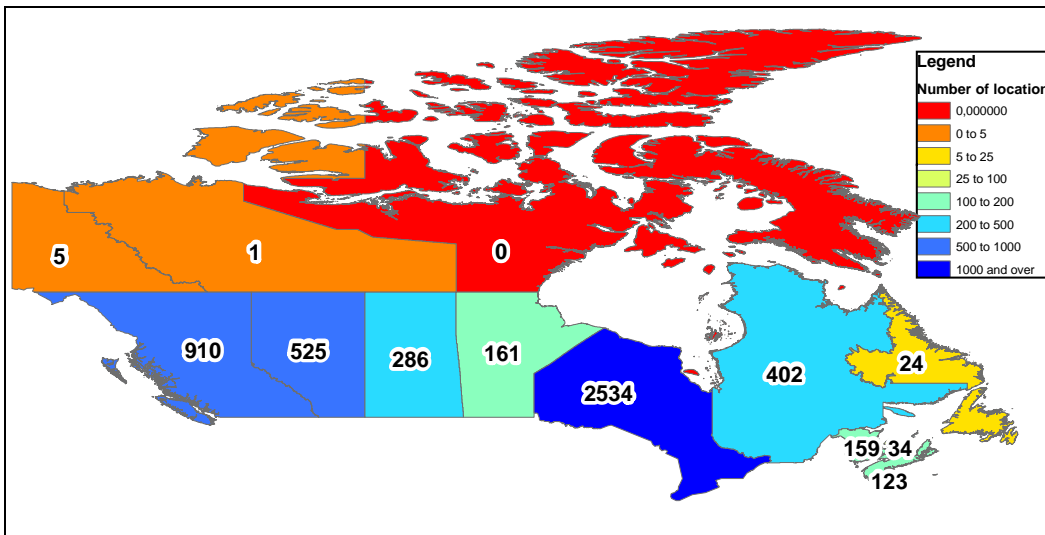 Legend
Number of location
0,000000
0 to 5
5 to 25
25 to 100
100 to 200
200 to 500
500 to 1000
1000 and over
5
1
0
910
525
286
161
2534
402
24
159
34
123